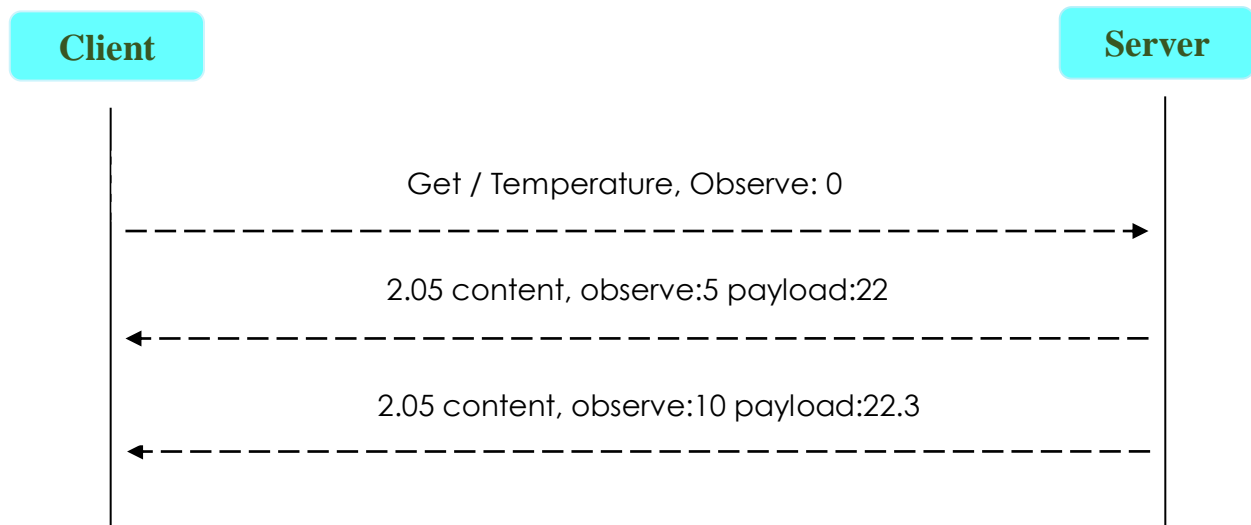 Client
Server
Get / Temperature, Observe: 0
2.05 content, observe:5 payload:22
2.05 content, observe:10 payload:22.3